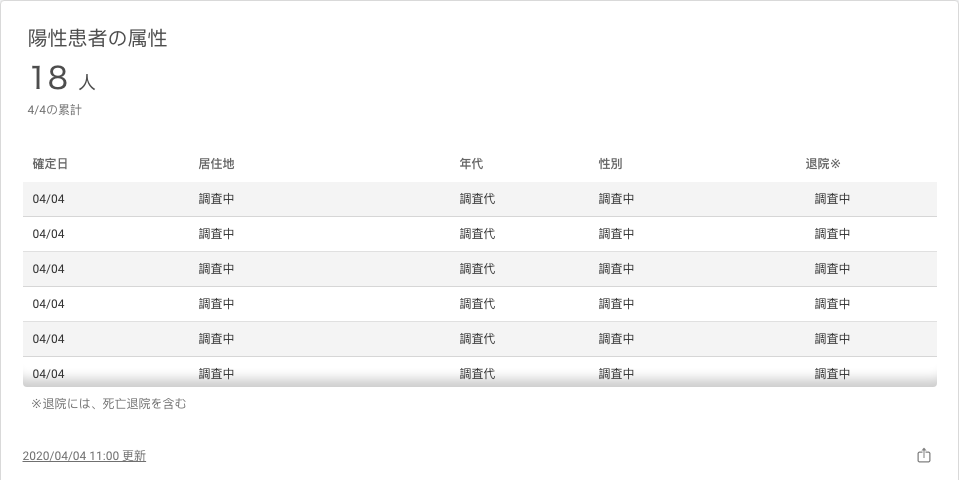 陽性患者の属性
18 人
4/4の累計
確定日 居住地 年代 性別 退院※
04/04 調査中 調査代 調査中 調査中
04/04 調査中 調査代 調査中 調査中
04/04 調査中 調査代 調査中 調査中
04/04 調査中 調査代 調査中 調査中
04/04 調査中 調査代 調査中 調査中
04/04 調査中 調査代 調査中 調査中
※退院には、死亡退院を含む
2020/04/04 11:00 更新